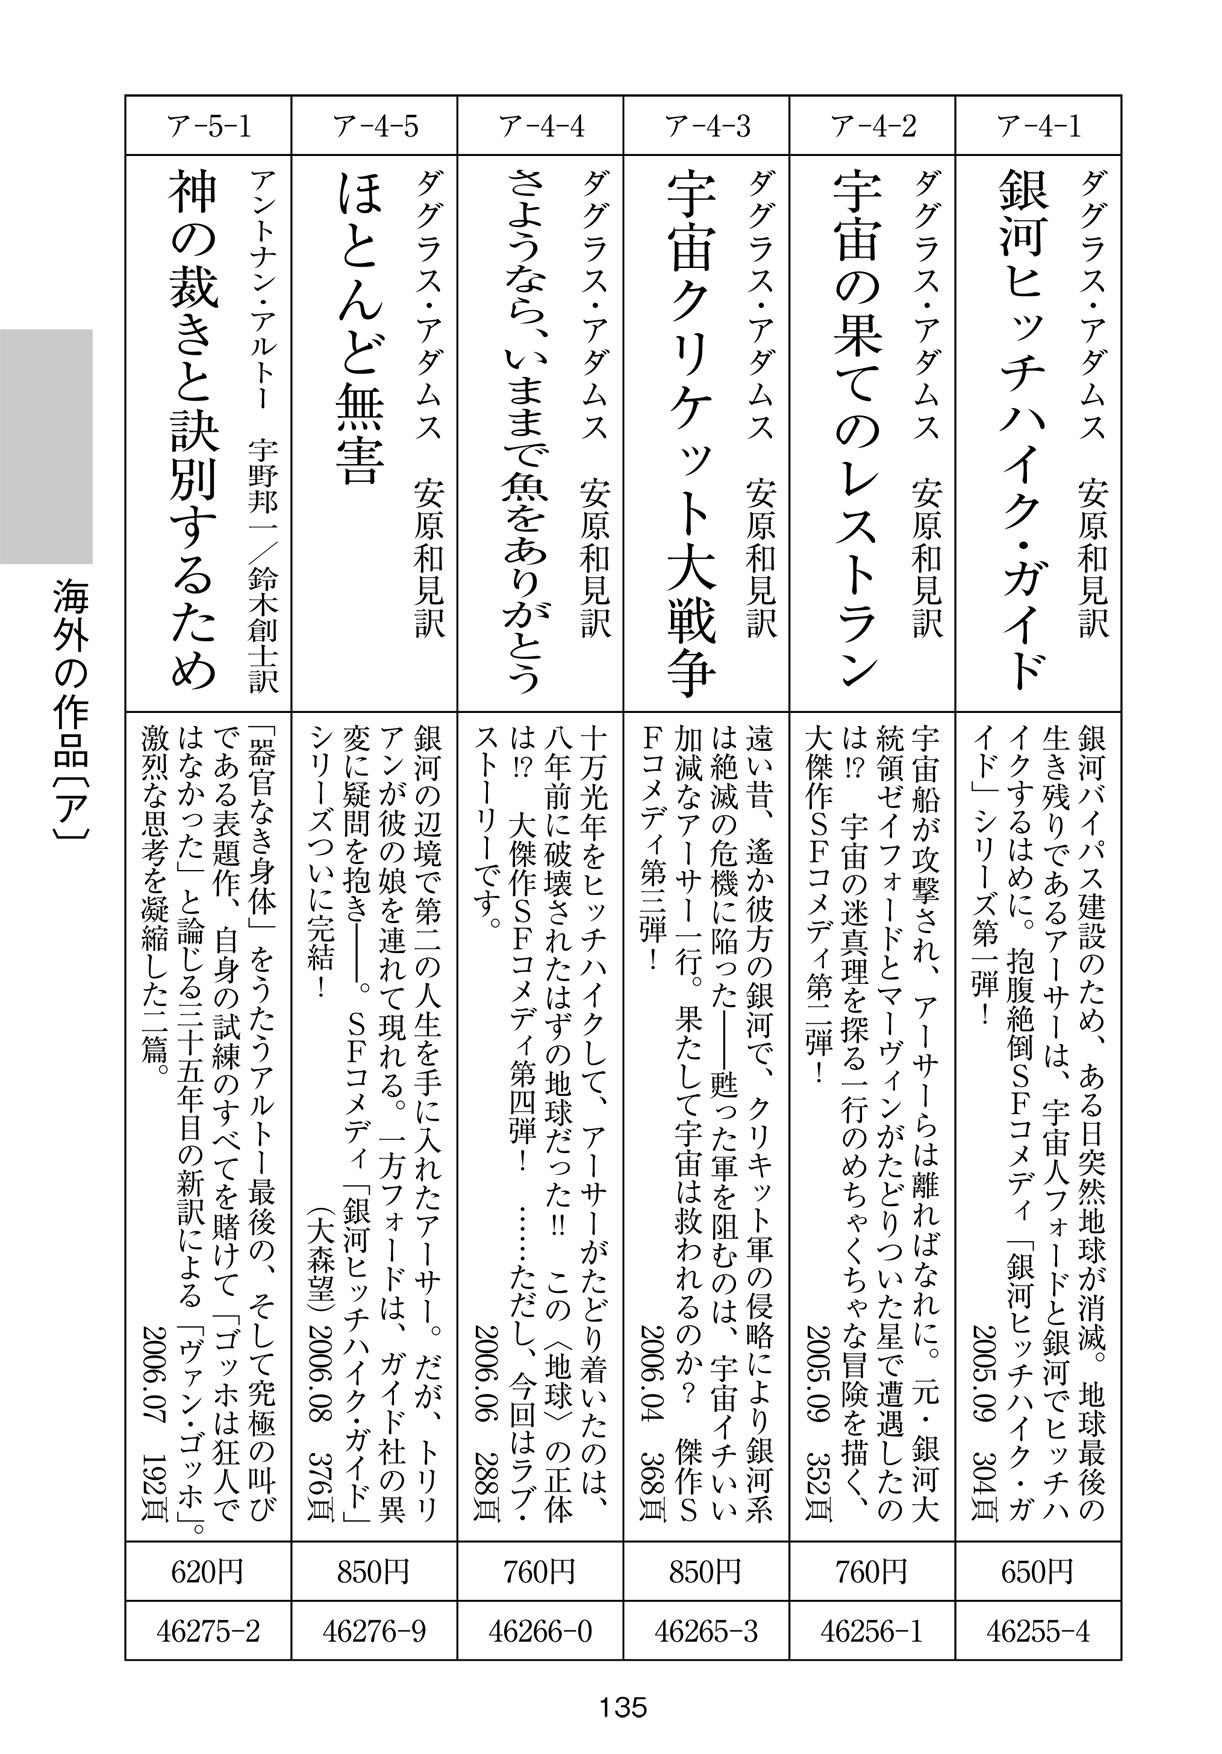 ア-4-1
ダグラス・アダムス　安原和見訳
銀河ヒッチハイク・ガイド
銀河バイパス建設のため、ある日突然地球が消滅。地球最後の
生き残りであるアーサーは、宇宙人フォードと銀河でヒッチハ
イクするはめに。抱腹絶倒SFコメディ「銀河ヒッチハイク・ガ
イド」シリーズ第一弾！　2005.09　304頁
650円
46255-4
ア-4-2
ダグラス・アダムス　安原和見訳
宇宙の果てのレストラン
宇宙船が攻撃され、アーサーらは離ればなれに。元・銀河大
統領ゼイフォードとマーヴィンがたどりついた星で遭遇したの
は!?　宇宙の迷真理を探る一行のめちゃくちゃな冒険を描く、
大傑作SFコメディ第二弾！　2005.09　352頁
760円
46256-1
ア-4-3
ダグラス・アダムス　安原和見訳
宇宙クリケット大戦争
遠い昔、遙か彼方の銀河で、クリキット軍の侵略により銀河系
は絶滅の危機に陥った――甦った軍を阻むのは、宇宙イチいい
加減なアーサー一行。果たして宇宙は救われるのか？　傑作S
Fコメディ第三弾！　2006.04　368頁
850円
46265-3
ア-4-4
ダグラス・アダムス　安原和見訳
さようなら、いままで魚をありがとう
十万光年をヒッチハイクして、アーサーがたどり着いたのは、
八年前に破壊されたはずの地球だった!!　この〈地球〉の正体
は!?　大傑作SFコメディ第四弾！　……ただし、今回はラブ・
ストーリーです。　2006.06　288頁
760円
46266-0
ア-4-5
ダグラス・アダムス　安原和見訳
ほとんど無害
銀河の辺境で第二の人生を手に入れたアーサー。だが、トリリ
アンが彼の娘を連れて現れる。一方フォードは、ガイド社の異
変に疑問を抱き――。SFコメディ「銀河ヒッチハイク・ガイド」
シリーズついに完結！　（大森望）2006.08　376頁
850円
46276-9
ア-5-1
アントナン・アルトー　宇野邦一／鈴木創士訳
神の裁きと訣別するため
「器官なき身体」をうたうアルトー最後の、そして究極の叫び
である表題作、自身の試練のすべてを賭けて「ゴッホは狂人で
はなかった」と論じる三十五年目の新訳による「ヴァン・ゴッホ」。
激烈な思考を凝縮した二篇。　2006.07　192頁
620円
46275-2
海外の作品〔ア〕
135